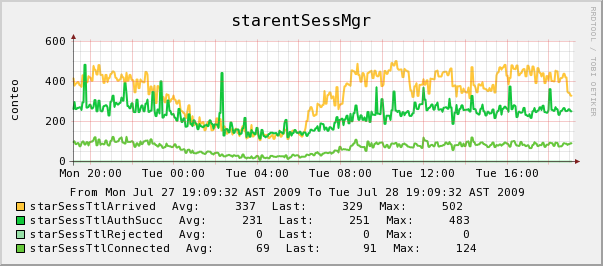 starentSessMgr
RRDTOOL / TOBI OETIKER
conteo
600
400
200
0
Mon 20:00 Tue 00:00 Tue 04:00 Tue 08:00 Tue 12:00 Tue 16:00
From Mon Jul 27 19:09:32 AST 2009 To Tue Jul 28 19:09:32 AST 2009
starSessTtlArrived Avg: 337 Last: 329 Max: 502
starSessTtlAuthSucc Avg: 231 Last: 251 Max: 483
starSessTtlRejected Avg: 0 Last: 0 Max: 0
starSessTtlConnected Avg: 69 Last: 91 Max: 124